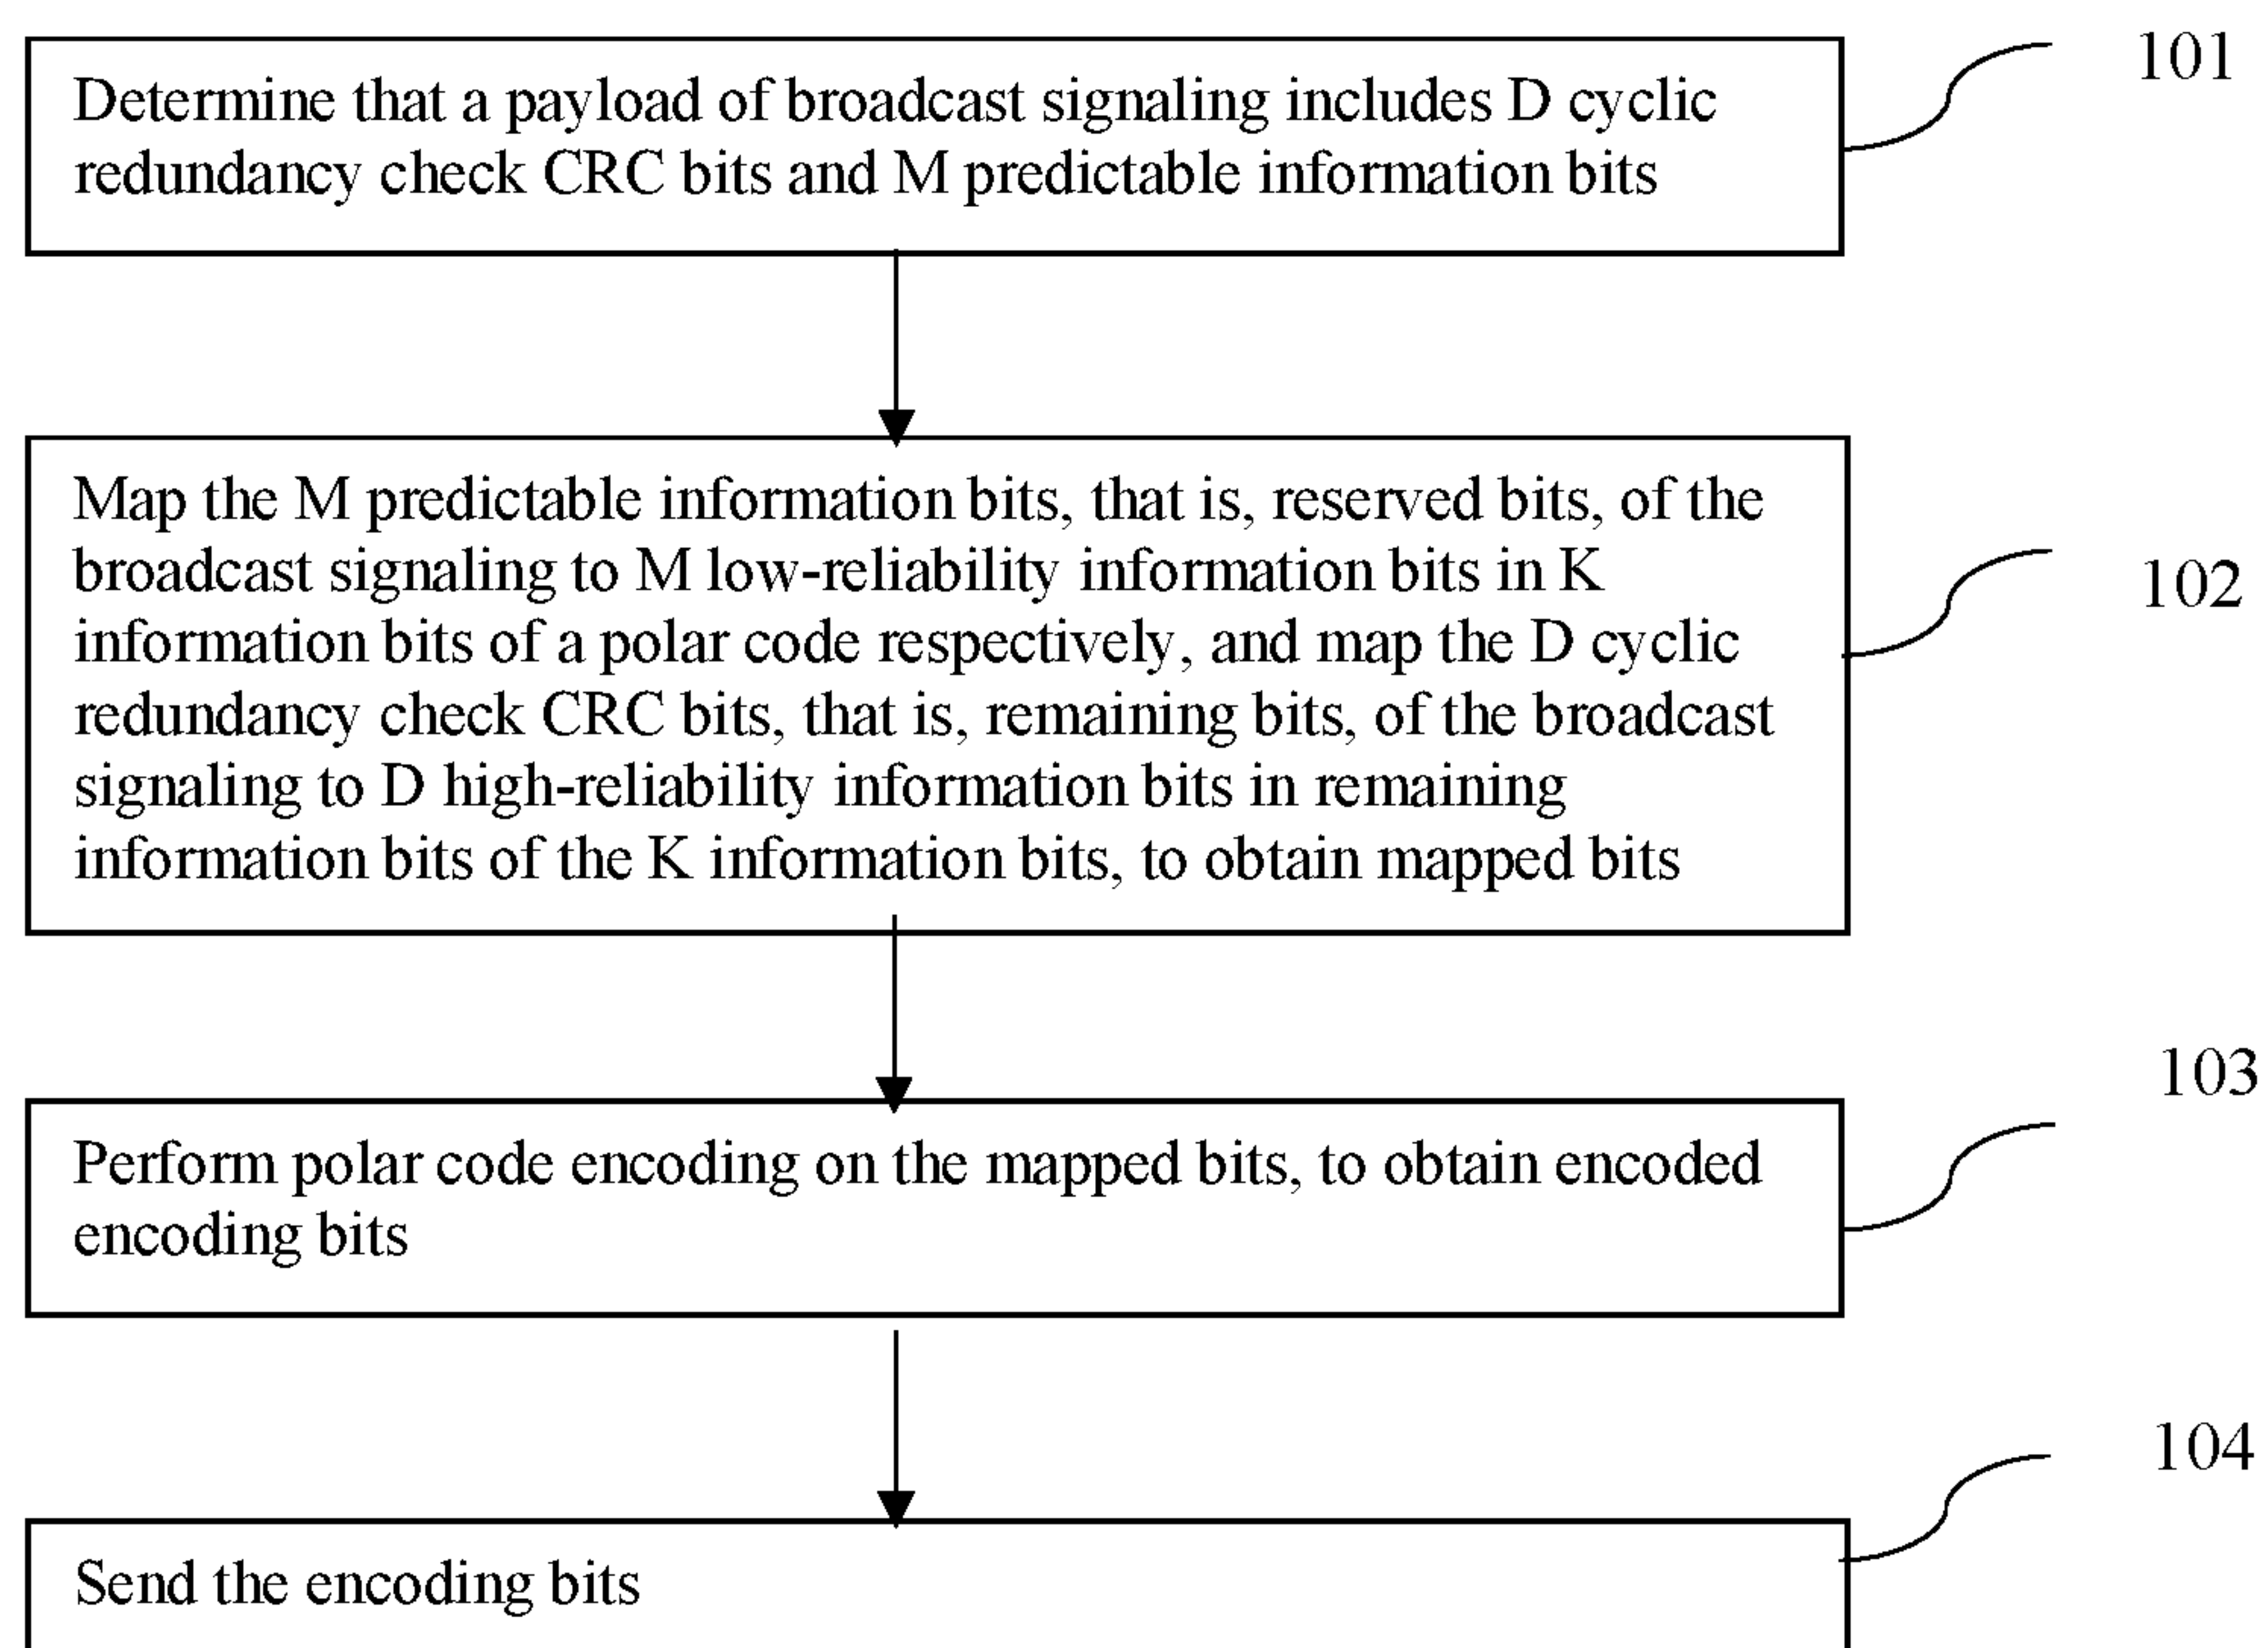 101
Determine that a payload of broadcast signaling includes D cyclic
redundancy check CRC bits and M predictable information bits
Map the M predictable information bits, that is, reserved bits, of the
broadcast signaling to M low-reliability information bits in K
102
information bits of a polar code respectively, and map the D cyclic
redundancy check CRC bits, that is, remaining bits, of the broadcast
signaling to D high-reliability information bits in remaining
information bits of the K information bits, to obtain mapped bits
103
Perform polar code encoding on the mapped bits, to obtain encoded
encoding bits
104
Send the encoding bits